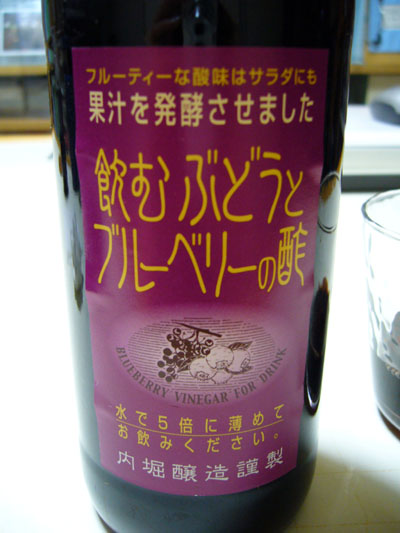 フルーティーな酸味はサラダにも
果汁を発酵させました
飲むぶどうと
ブルーベリーの酢
BLUEBERRY VINEGAR FOR DRINK
水で5倍に薄めて
お飲みください。
内堀醸造謹製